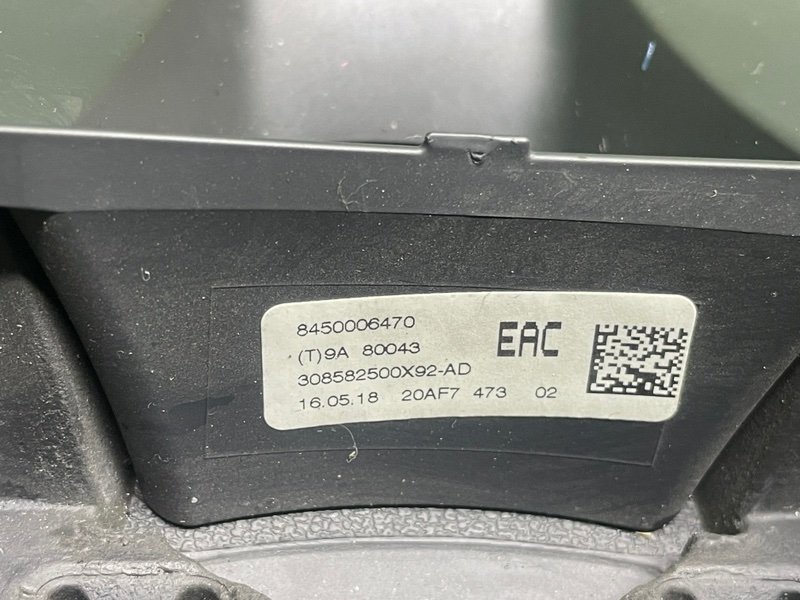 8450006470
EAC
(T)9A 80043
308582500X92-AD
16.05.18 20AF7 473 02